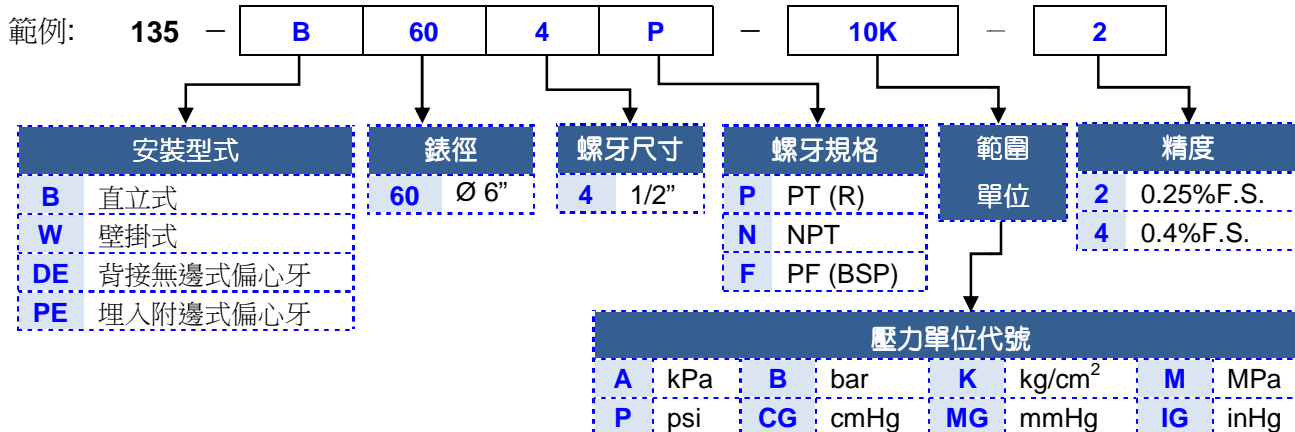 範例: 135 － B 60 4 P － 10K － 2
安裝型式
B 直立式
W 壁掛式
DE 背接無邊式偏心牙
PE 埋入附邊式偏心牙
錶徑
60 Ø 6”
螺牙尺寸
4 1/2”
螺牙規格
P PT (R)
N NPT
F PF (BSP)
範圍
單位
精度
2 0.25%F.S.
4 0.4%F.S.
壓力單位代號
A kPa B bar K kg/cm² M MPa
P psi CG cmHg MG mmHg IG inHg